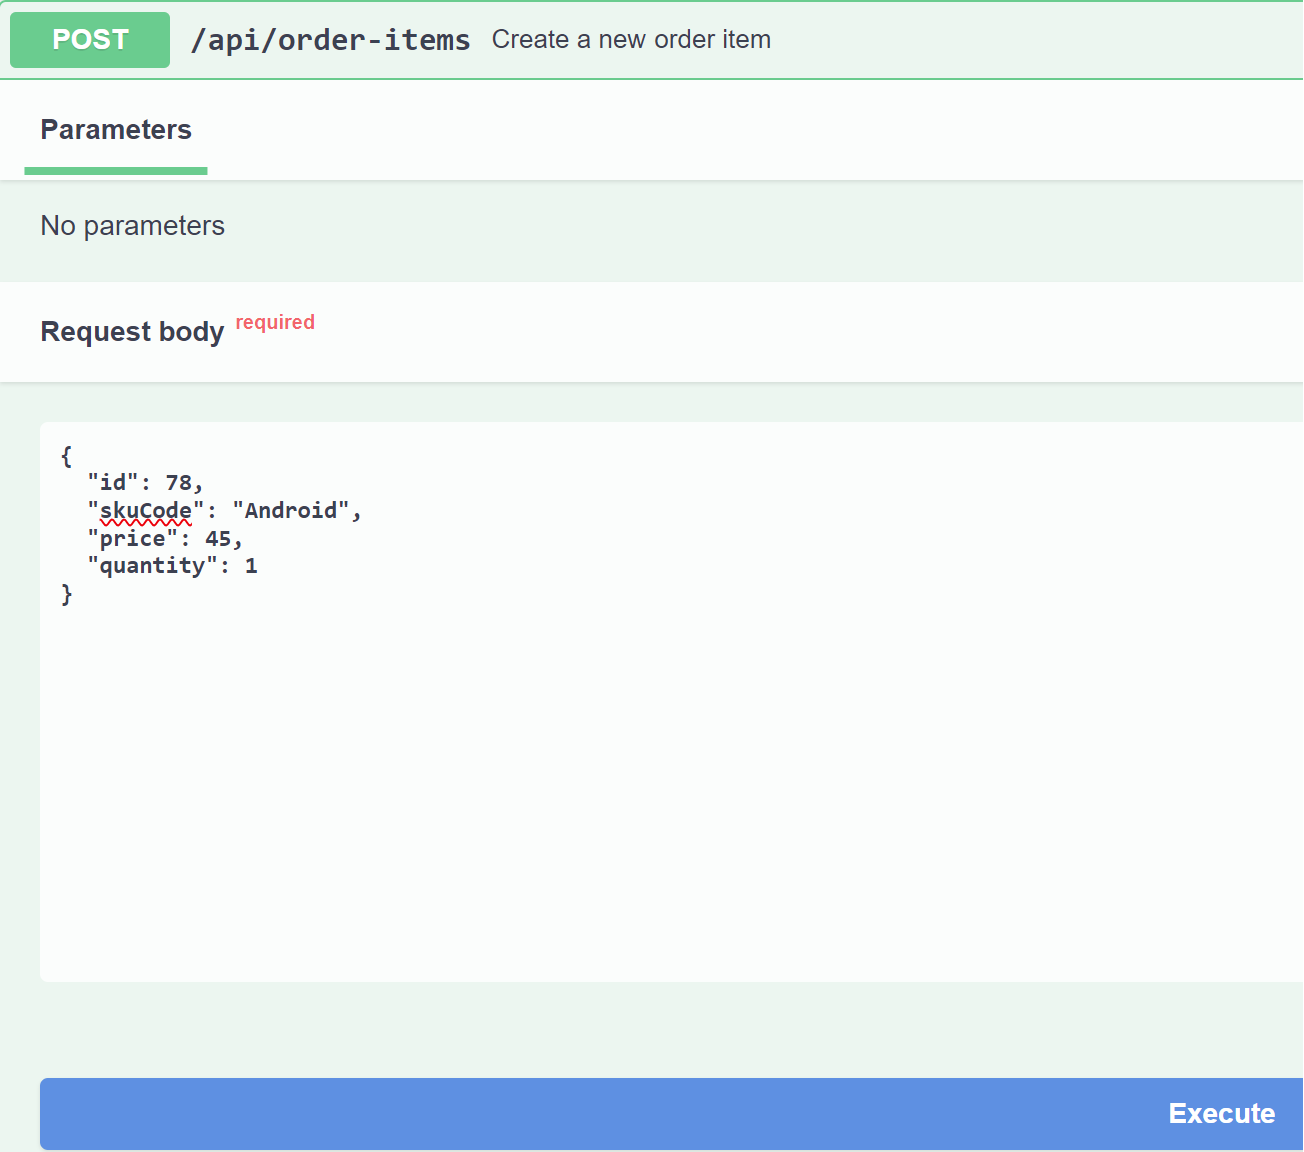 POST /api/order-items Create a new order item
Parameters
No parameters
Request body required
{
  "id": 78,
  "skuCode": "Android",
  "price": 45,
  "quantity": 1
}
Execute